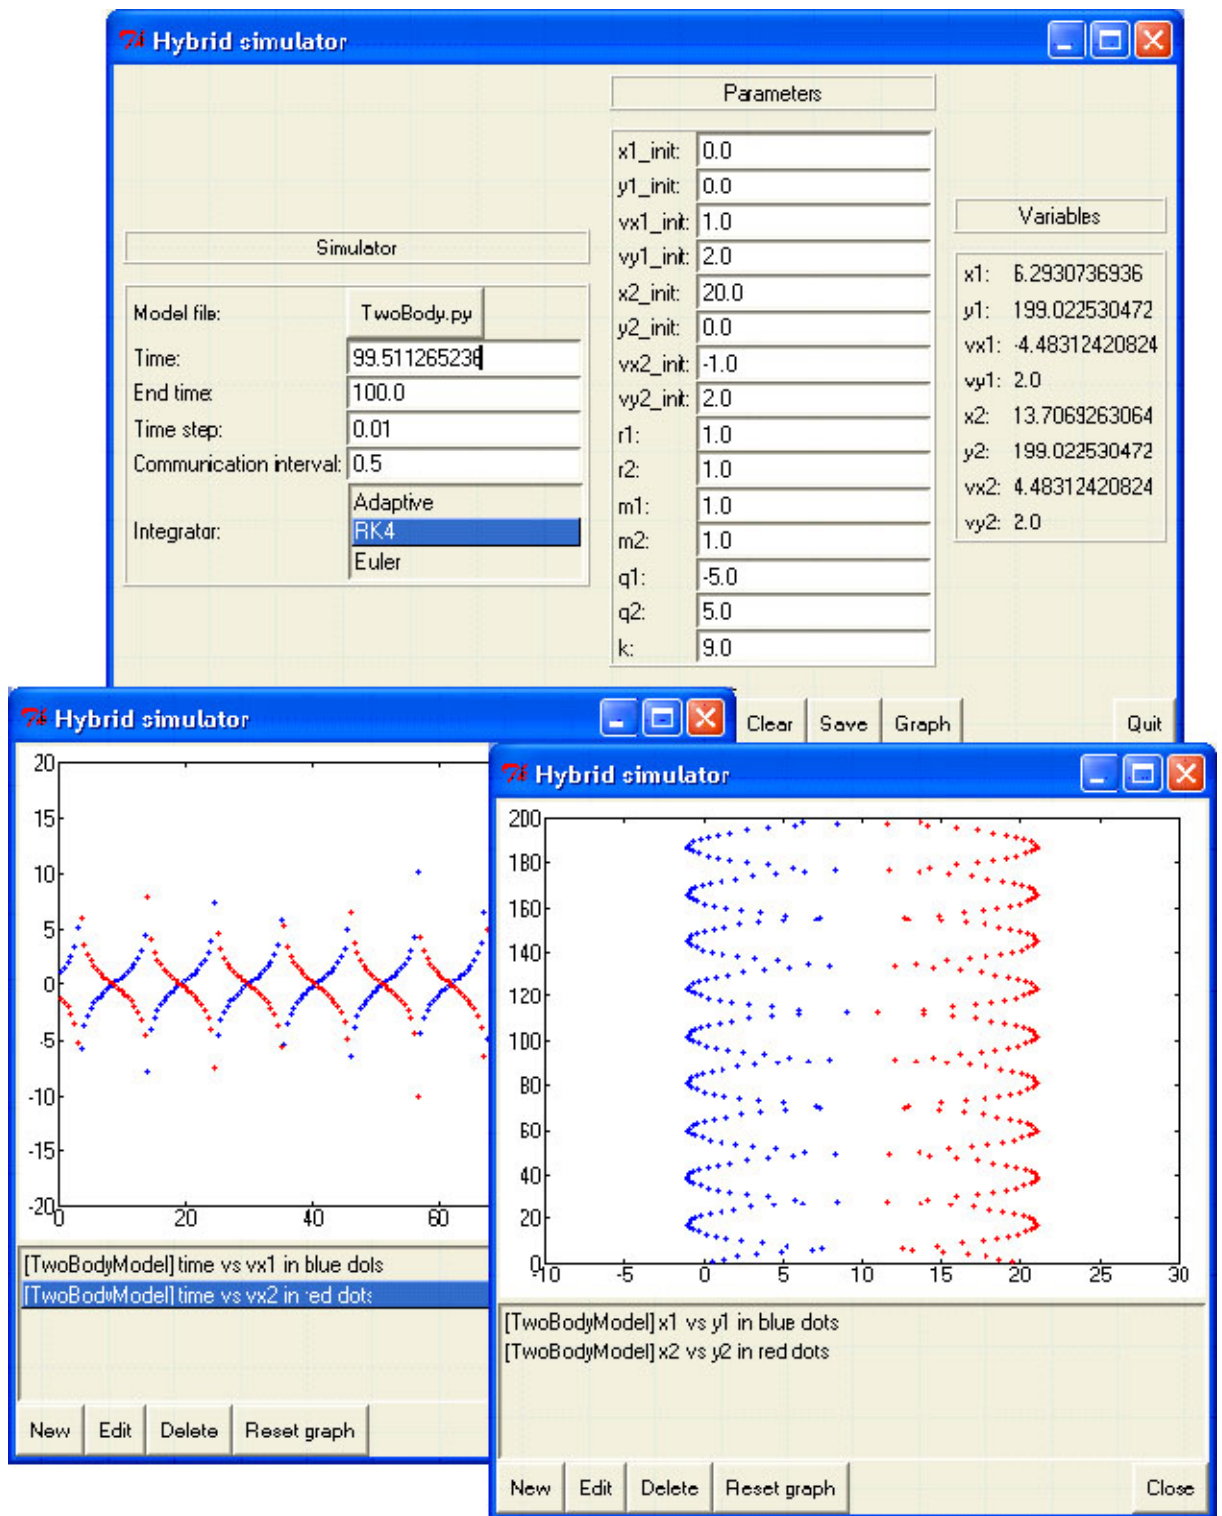 Hybrid simulator
Parameters
x1_init: 0.0
y1_init: 0.0
vx1_init: 1.0
vy1_init: 2.0
x2_init: 20.0
y2_init: 0.0
vx2_init: -1.0
vy2_init: 2.0
r1: 1.0
r2: 1.0
m1: 1.0
m2: 1.0
q1: -5.0
q2: 5.0
k: 9.0
Simulator
Model file: TwoBody.py
Time: 99.511265236
End time: 100.0
Time step: 0.01
Communication interval: 0.5
Integrator:
Adaptive
RK4
Euler
Variables
x1: 6.2930736936
y1: 199.022530472
vx1: -4.48312420824
vy1: 2.0
x2: 13.7069263064
y2: 199.022530472
vx2: 4.48312420824
vy2: 2.0
Clear Save Graph Quit
Hybrid simulator
20
15
10
5
0
-5
-10
-15
-20
0 20 40 60
[TwoBodyModel] time vs vx1 in blue dots
[TwoBodyModel] time vs vx2 in red dots
New Edit Delete Reset graph
Hybrid simulator
200
180
160
140
120
100
80
60
40
20
0
-10 -5 0 5 10 15 20 25 30
[TwoBodyModel] x1 vs y1 in blue dots
[TwoBodyModel] x2 vs y2 in red dots
New Edit Delete Reset graph Close